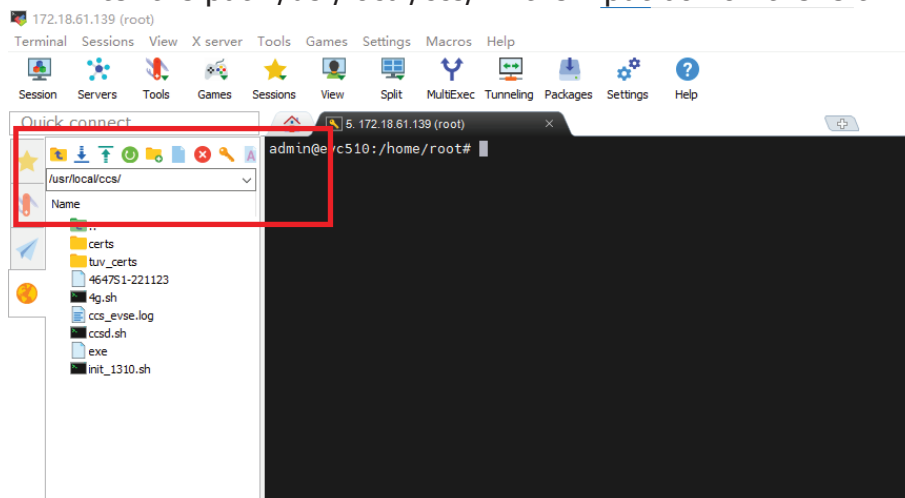 172.18.61.139 (root)
Terminal Sessions View X server Tools Games Settings Macros Help
Session Servers Tools Games Sessions View Split MultiExec Tunneling Packages Settings Help
Quick connect...
5. 172.18.61.139 (root)
/usr/local/ccs/
admin@evc510:/home/root#
Name
..
certs
tuv_certs
4647S1-221123
4g.sh
ccs_evse.log
ccsd.sh
exe
init_1310.sh